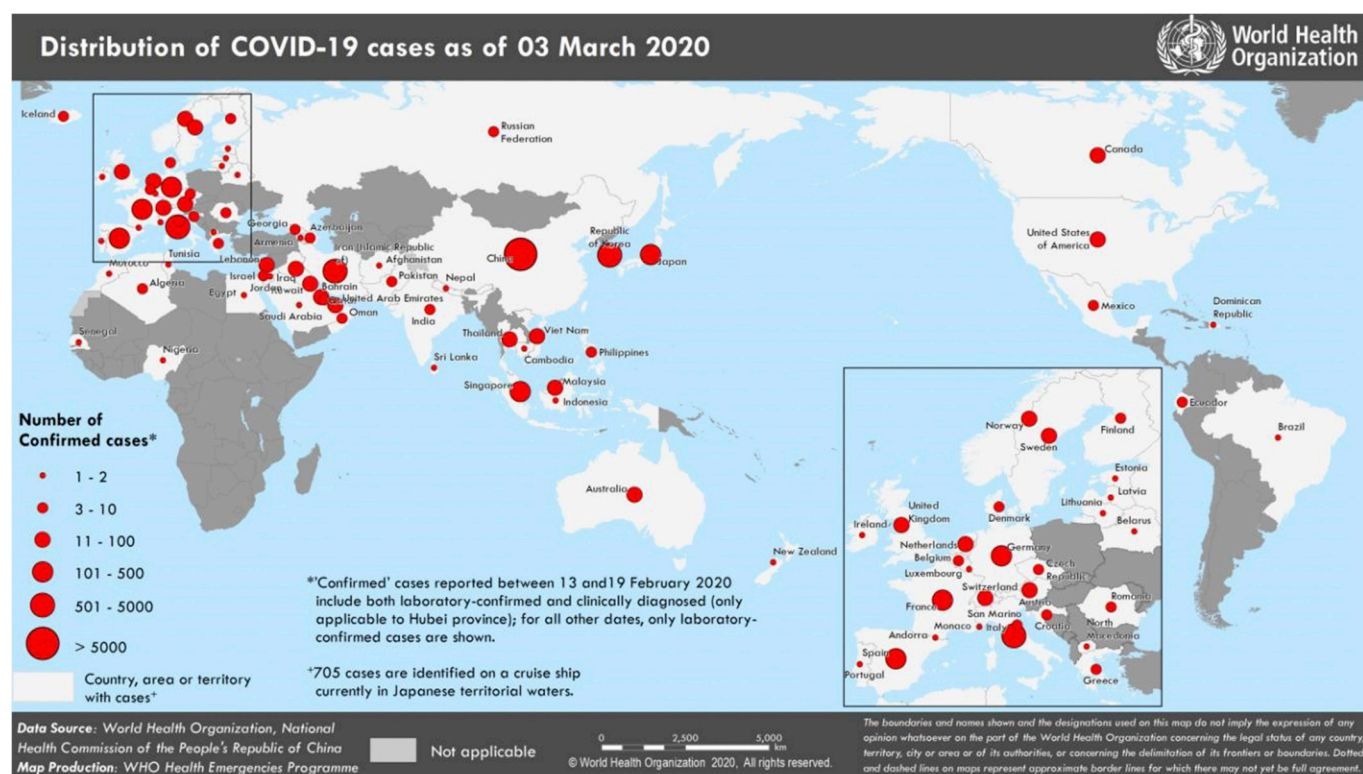 Distribution of COVID-19 cases as of 03 March 2020
World Health
Organization
Iceland
Russian
Federation
Canada
United States
of America
Mexico
Dominican
Republic
Ecuador
Brazil
Georgia
Azerbaijan
Armenia
Iran (Islamic Republic
of)
Afghanistan
Pakistan
Nepal
China
Republic
of Korea
Japan
Tunisia
Lebanon
Morocco
Algeria
Israel
Iraq
Jordan
Kuwait
Egypt
Bahrain
United Arab Emirates
Saudi Arabia
Oman
India
Senegal
Nigeria
Sri Lanka
Thailand
Viet Nam
Cambodia
Philippines
Singapore
Malaysia
Indonesia
Australia
New Zealand
Norway
Sweden
Finland
Estonia
Latvia
Lithuania
Belarus
Ireland
United
Kingdom
Denmark
Netherlands
Belgium
Luxembourg
Germany
Czech
Republic
Switzerland
Austria
Romania
France
San Marino
Monaco
Italy
Croatia
North
Macedonia
Andorra
Spain
Portugal
Greece
Number of
Confirmed cases*
1 - 2
3 - 10
11 - 100
101 - 500
501 - 5000
> 5000
Country, area or territory
with cases+
*'Confirmed' cases reported between 13 and19 February 2020
include both laboratory-confirmed and clinically diagnosed (only
applicable to Hubei province); for all other dates, only laboratory-
confirmed cases are shown.
+705 cases are identified on a cruise ship
currently in Japanese territorial waters.
Data Source: World Health Organization, National
Health Commission of the People's Republic of China
Map Production: WHO Health Emergencies Programme
Not applicable
0 2,500 5,000
km
© World Health Organization 2020, All rights reserved.
The boundaries and names shown and the designations used on this map do not imply the expression of any
opinion whatsoever on the part of the World Health Organization concerning the legal status of any country,
territory, city or area or of its authorities, or concerning the delimitation of its frontiers or boundaries. Dotted
and dashed lines on maps represent approximate border lines for which there may not yet be full agreement.